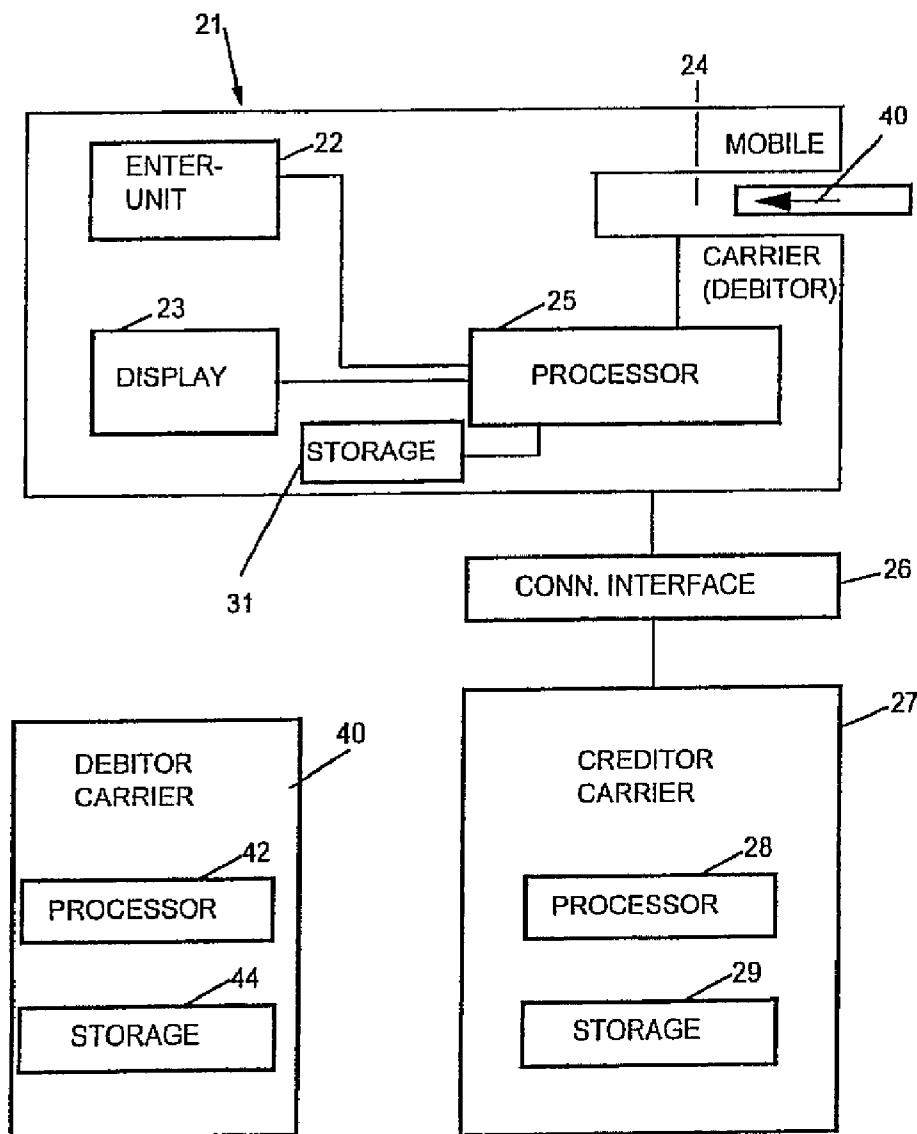 21
24
40
ENTER-
UNIT
22
MOBILE
CARRIER
(DEBITOR)
23
DISPLAY
25
PROCESSOR
STORAGE
31
CONN. INTERFACE
26
27
DEBITOR
CARRIER
40
CREDITOR
CARRIER
42
PROCESSOR
28
PROCESSOR
44
STORAGE
29
STORAGE